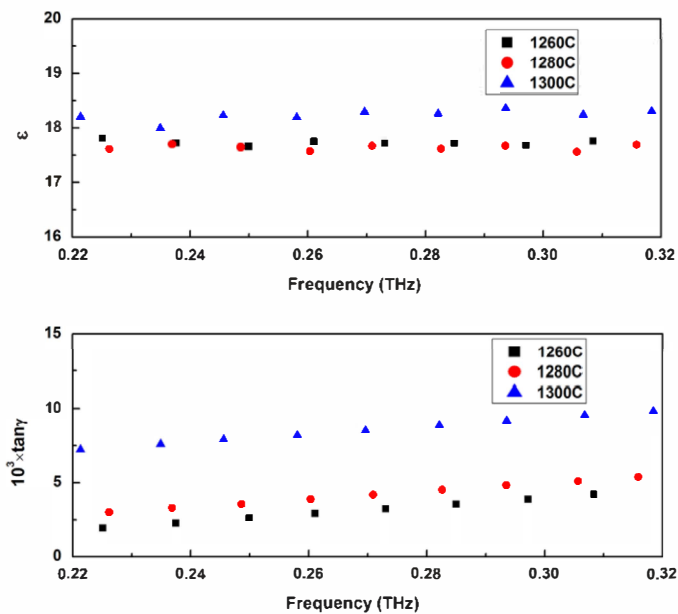 20
19
18
17
16
ε
1260C
1280C
1300C
0.22 0.24 0.26 0.28 0.30 0.32
Frequency (THz)
15
10
5
0
10³×tanγ
1260C
1280C
1300C
0.22 0.24 0.26 0.28 0.30 0.32
Frequency (THz)